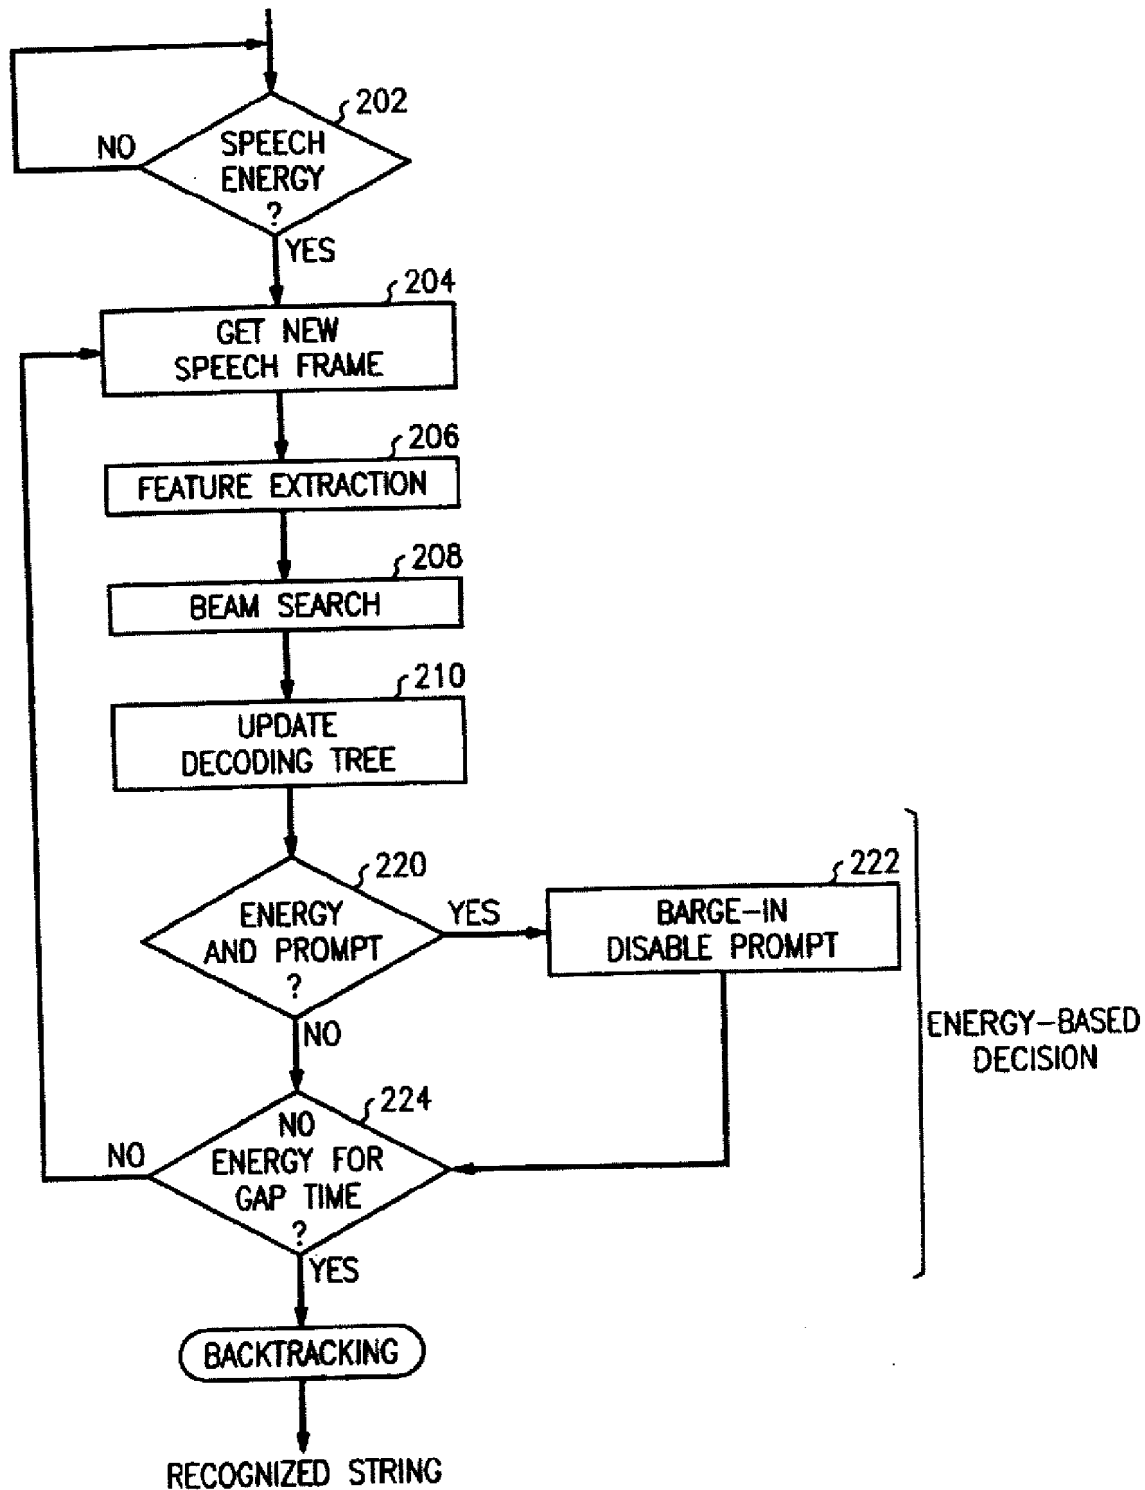 202
NO
SPEECH
ENERGY
?
YES
204
GET NEW
SPEECH FRAME
206
FEATURE EXTRACTION
208
BEAM SEARCH
210
UPDATE
DECODING TREE
220
ENERGY
AND PROMPT
?
YES
222
BARGE-IN
DISABLE PROMPT
NO
ENERGY-BASED
DECISION
224
NO
NO
ENERGY FOR
GAP TIME
?
YES
BACKTRACKING
RECOGNIZED STRING